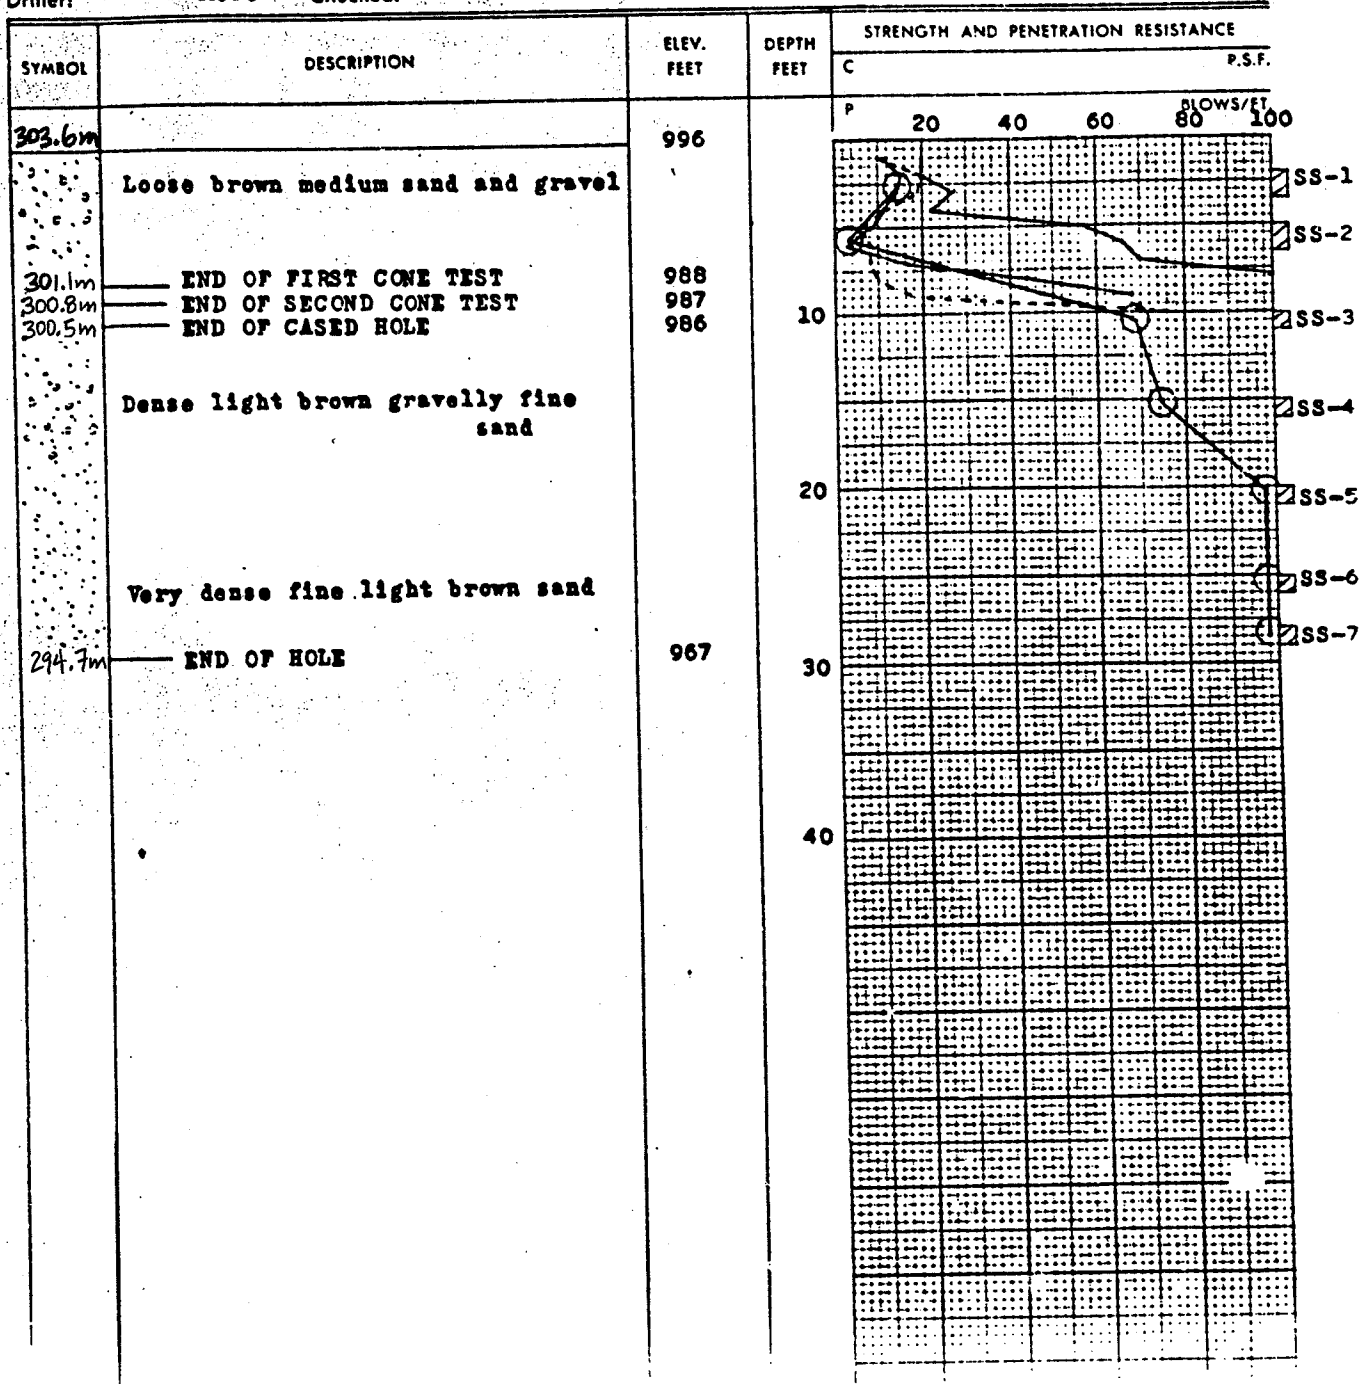 Driller:
SYMBOL DESCRIPTION ELEV. FEET DEPTH FEET STRENGTH AND PENETRATION RESISTANCE
C P.S.F.
P BLOWS/FT.
20 40 60 80 100
303.6m 996
Loose brown medium sand and gravel SS-1
SS-2
301.1m END OF FIRST CONE TEST 988
300.8m END OF SECOND CONE TEST 987
300.5m END OF CASED HOLE 986
10 SS-3
Dense light brown gravelly fine SS-4
sand
20 SS-5
Very dense fine light brown sand SS-6
SS-7
294.7m END OF HOLE 967
30
40